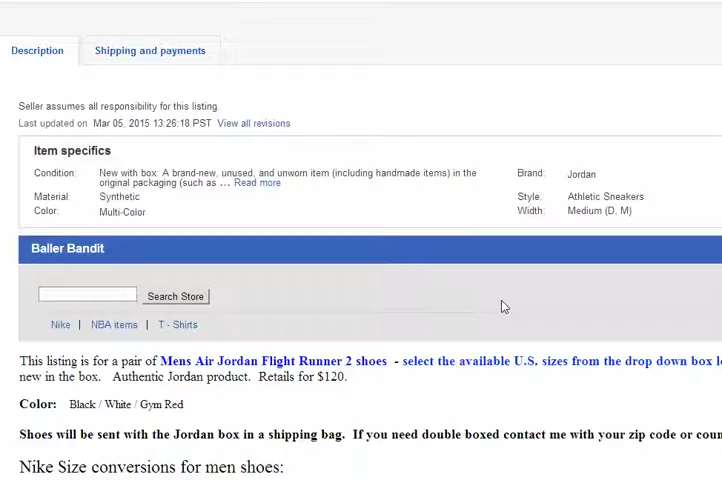 Description
Shipping and payments
Seller assumes all responsibility for this listing.
Last updated on Mar 05, 2015 13:26:18 PST View all revisions
Item specifics
Condition: New with box: A brand-new, unused, and unworn item (including handmade items) in the
original packaging (such as ... Read more
Brand: Jordan
Material: Synthetic
Style: Athletic Sneakers
Color: Multi-Color
Width: Medium (D, M)
Baller Bandit
Search Store
Nike | NBA items | T - Shirts
This listing is for a pair of Mens Air Jordan Flight Runner 2 shoes - select the available U.S. sizes from the drop down box
new in the box. Authentic Jordan product. Retails for $120.
Color: Black / White / Gym Red
Shoes will be sent with the Jordan box in a shipping bag. If you need double boxed contact me with your zip code or
Nike Size conversions for men shoes: